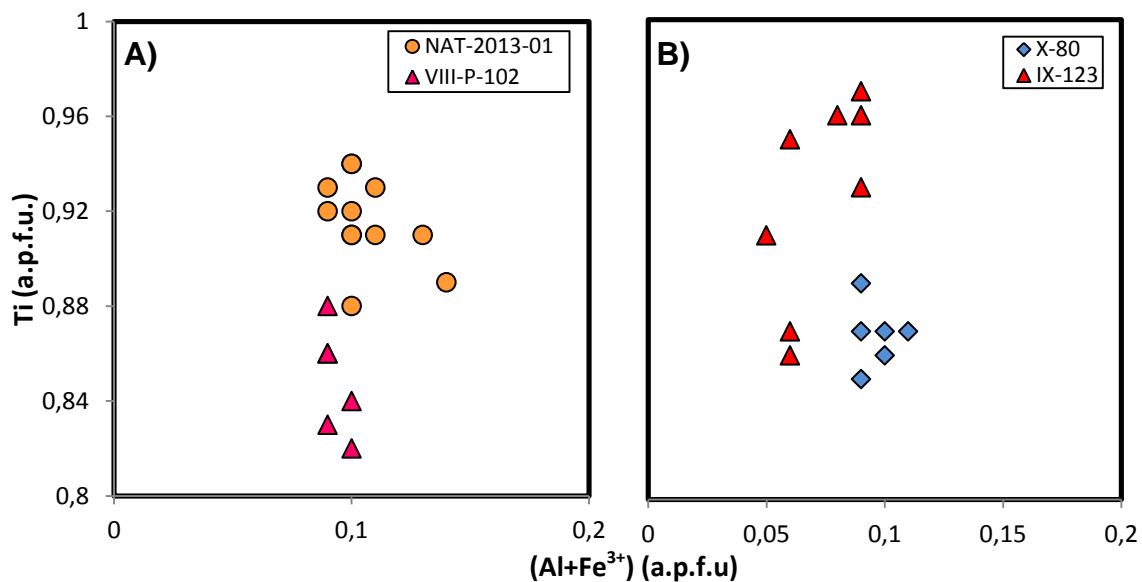 A)
NAT-2013-01
VIII-P-102
B)
X-80
IX-123
Ti (a.p.f.u.)
1
0,96
0,92
0,88
0,84
0,8
0
0,1
0,2
0
0,05
0,1
0,15
0,2
(Al+Fe³⁺) (a.p.f.u)